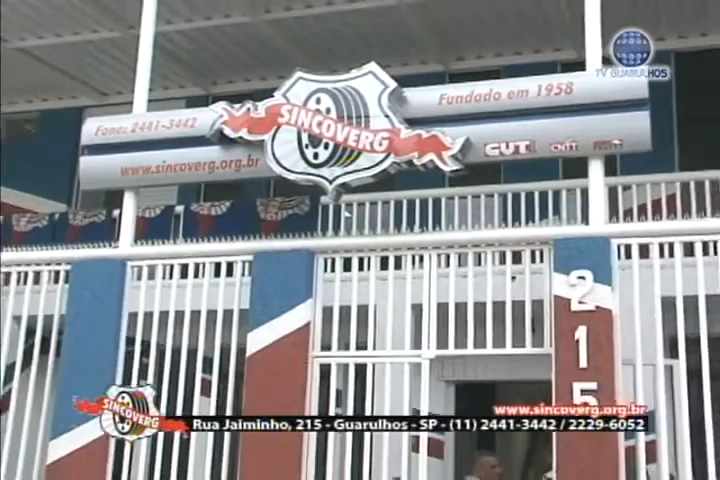 TV GUARULHOS
Fundado em 1958
Fone: 2441-3442
SINCOVERG
www.sincoverg.org.br
CUT
CNTT
215
www.sincoverg.org.br
SINCOVERG
Rua Jaiminho, 215 - Guarulhos - SP - (11) 2441-3442 / 2229-6052